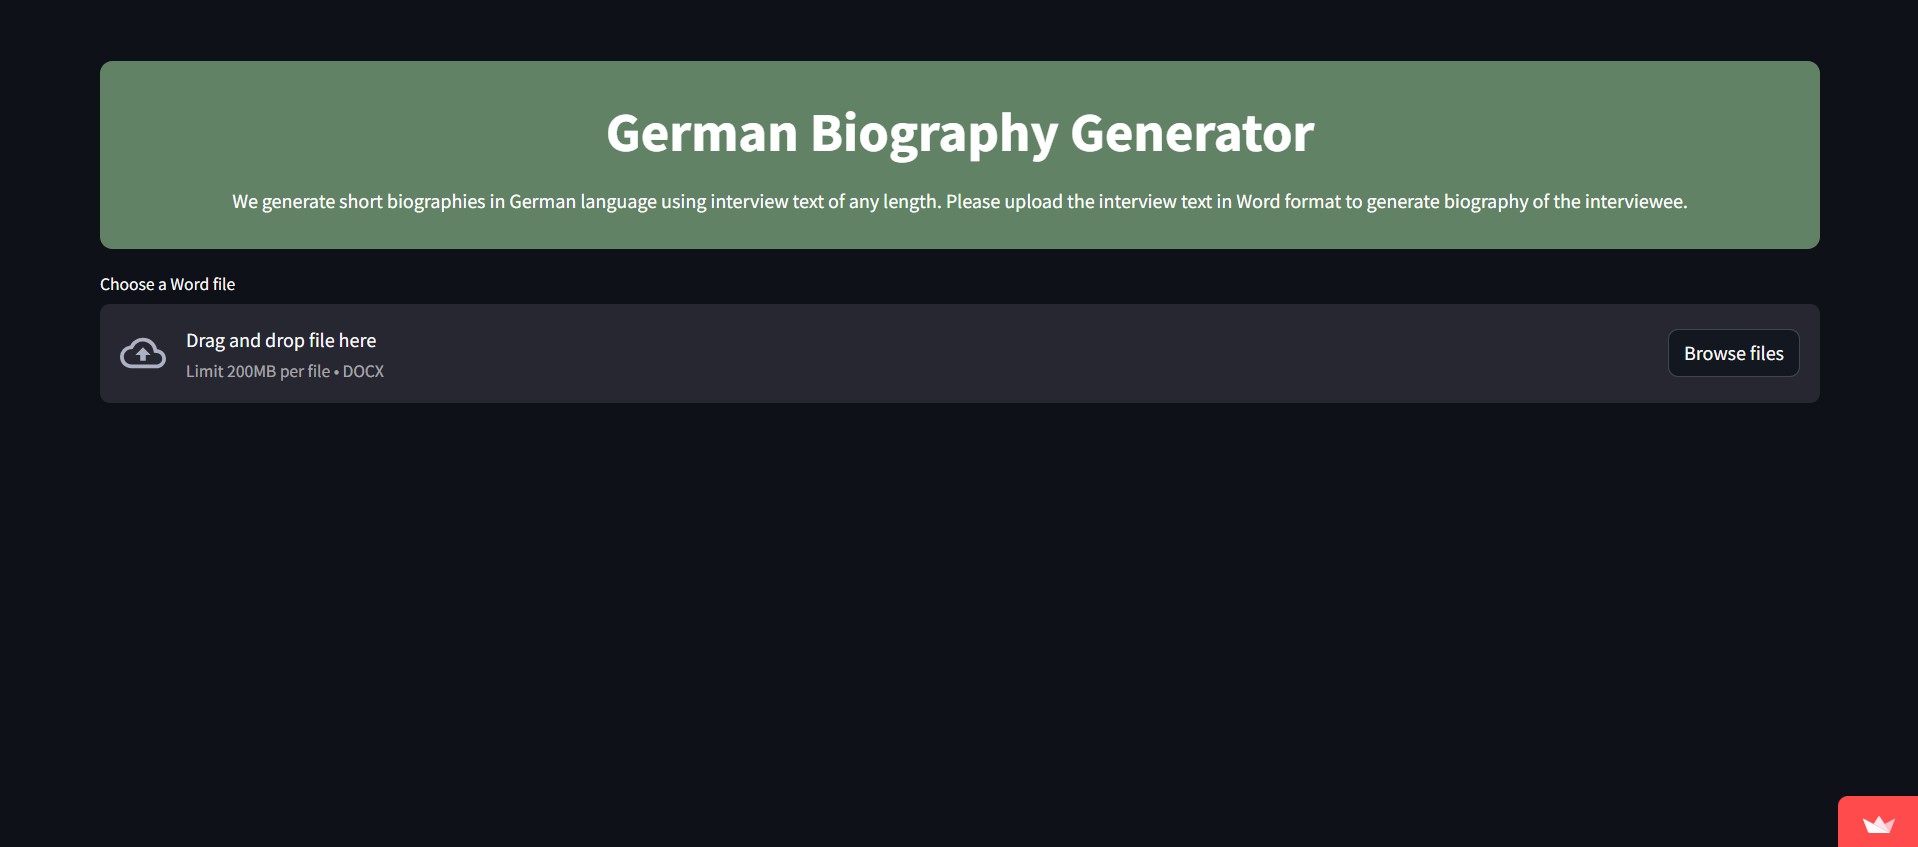 German Biography Generator
We generate short biographies in German language using interview text of any length. Please upload the interview text in Word format to generate biography of the interviewee.
Choose a Word file
Drag and drop file here
Limit 200MB per file • DOCX
Browse files